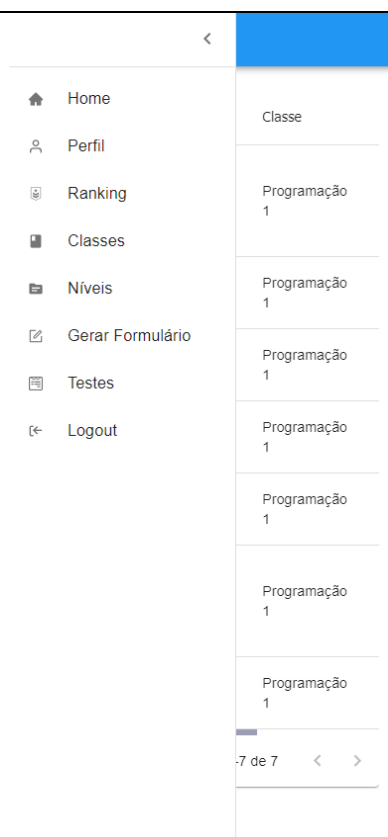 Home
Perfil
Ranking
Classes
Níveis
Gerar Formulário
Testes
Logout
Classe
Programação
1
Programação
1
Programação
1
Programação
1
Programação
1
Programação
1
Programação
1
-7 de 7